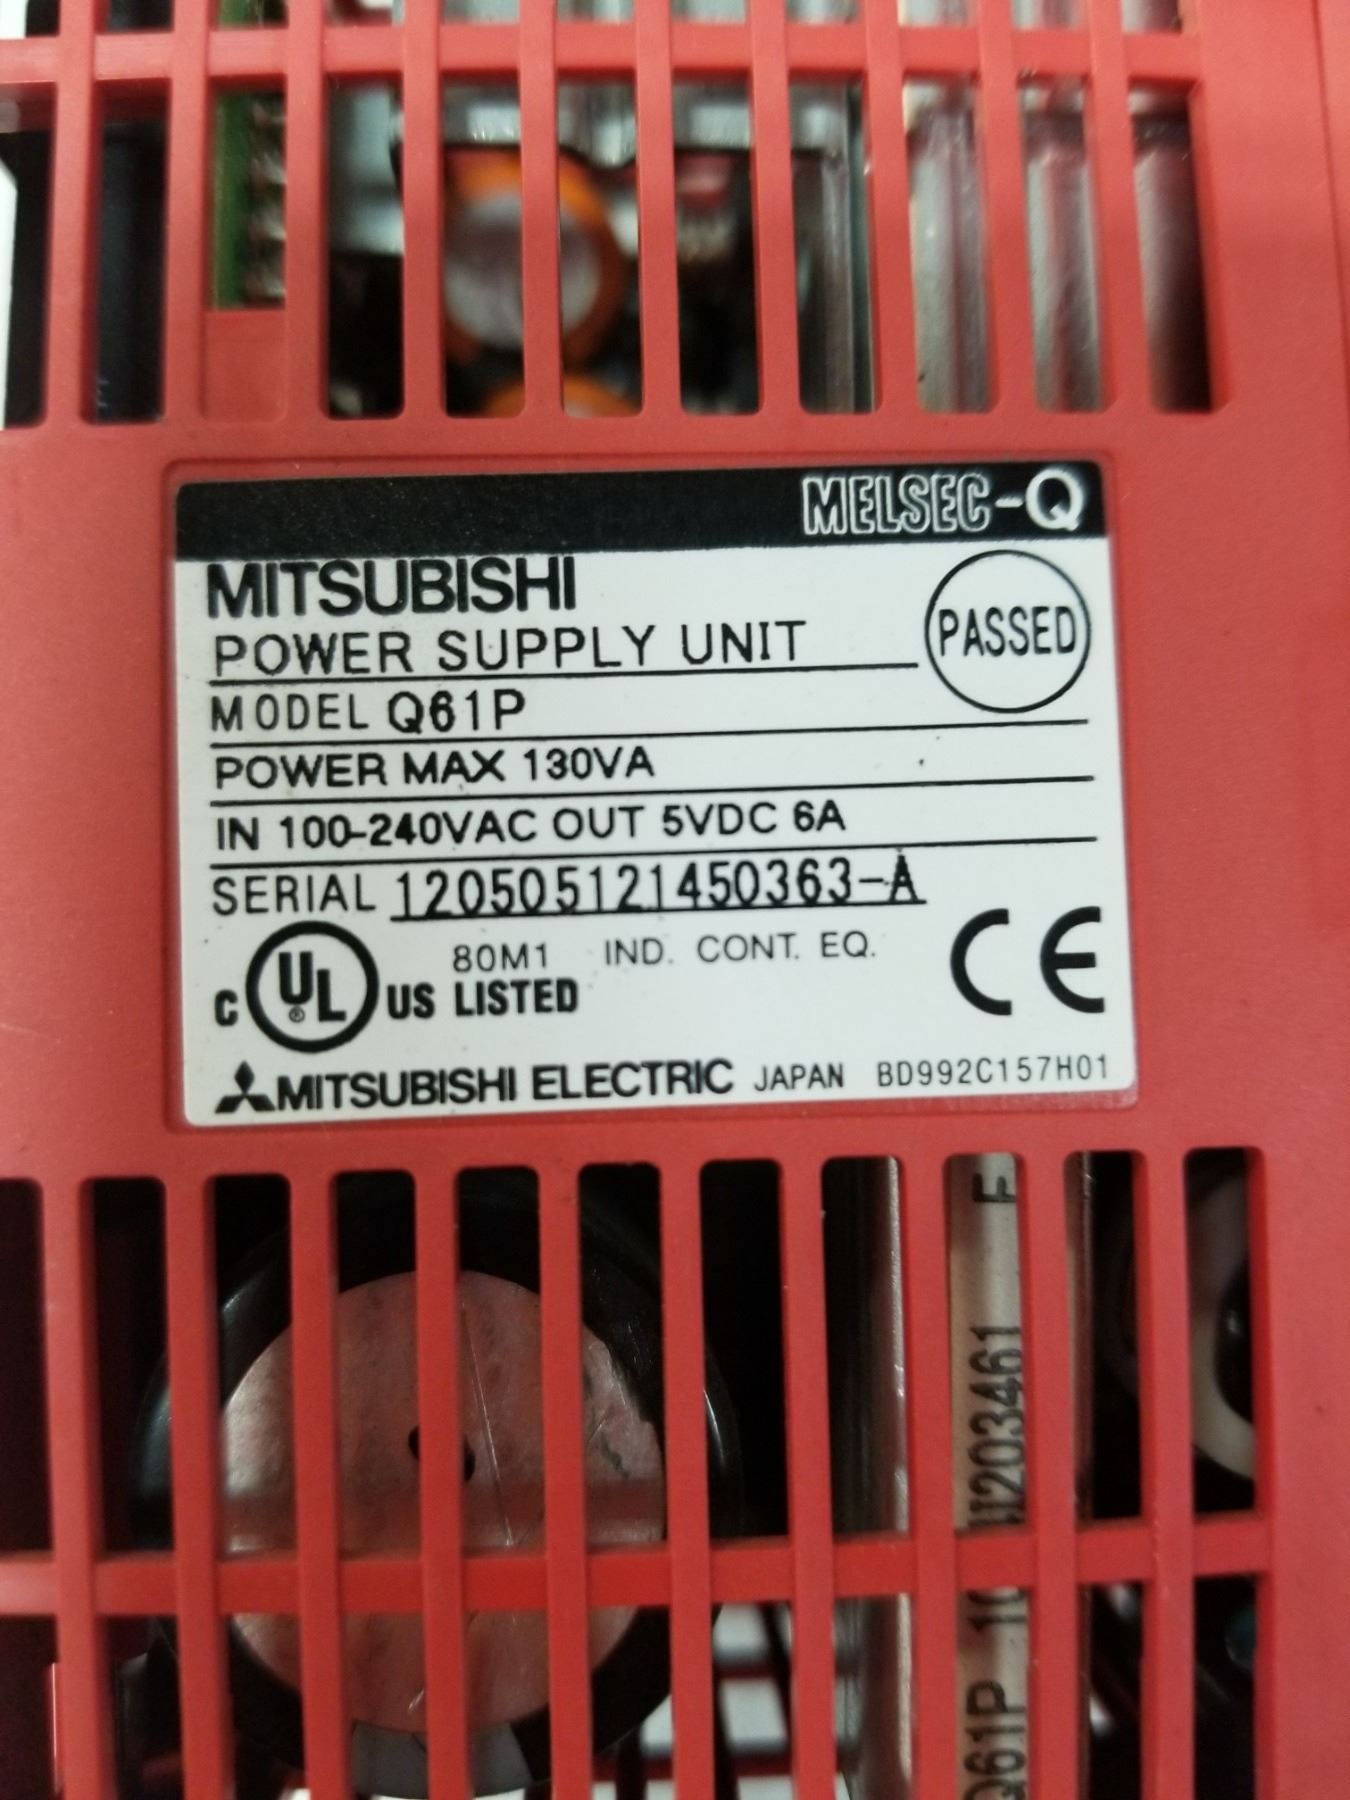 MELSEC-Q
MITSUBISHI
POWER SUPPLY UNIT
PASSED
MODEL Q61P
POWER MAX 130VA
IN 100-240VAC OUT 5VDC 6A
SERIAL 120505121450363-A
80M1 IND. CONT. EQ.
C UL® US LISTED
CE
MITSUBISHI ELECTRIC JAPAN BD992C157H01
Q61P